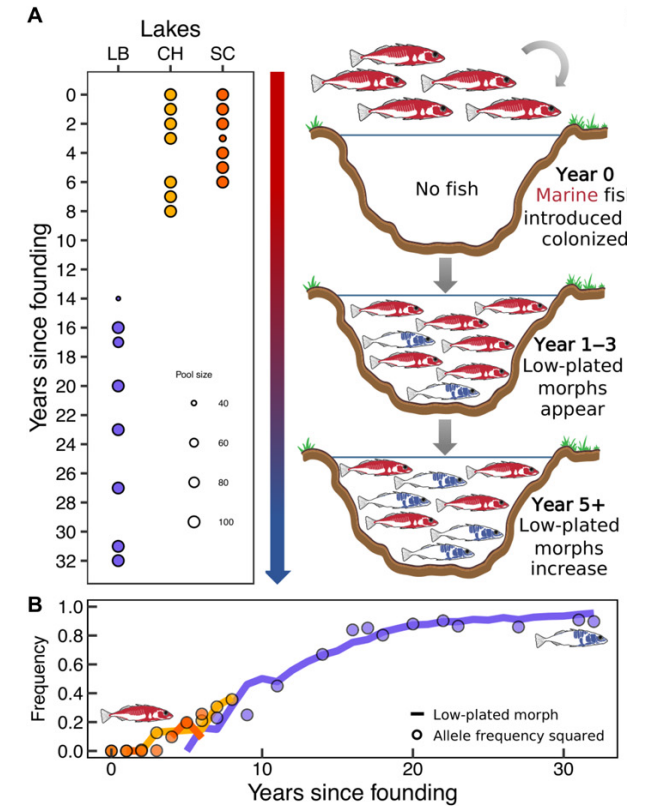 A
Lakes
LB CH SC
Years since founding
0
2
4
6
8
10
12
14
16
18
20
22
24
26
28
30
32
Pool size
40
60
80
100
No fish
Year 0
Marine fis
introduced
colonized
Year 1–3
Low-plated
morphs
appear
Year 5+
Low-plated
morphs
increase
B
Frequency
1.0
0.8
0.6
0.4
0.2
0.0
Low-plated morph
Allele frequency squared
0 10 20 30
Years since founding